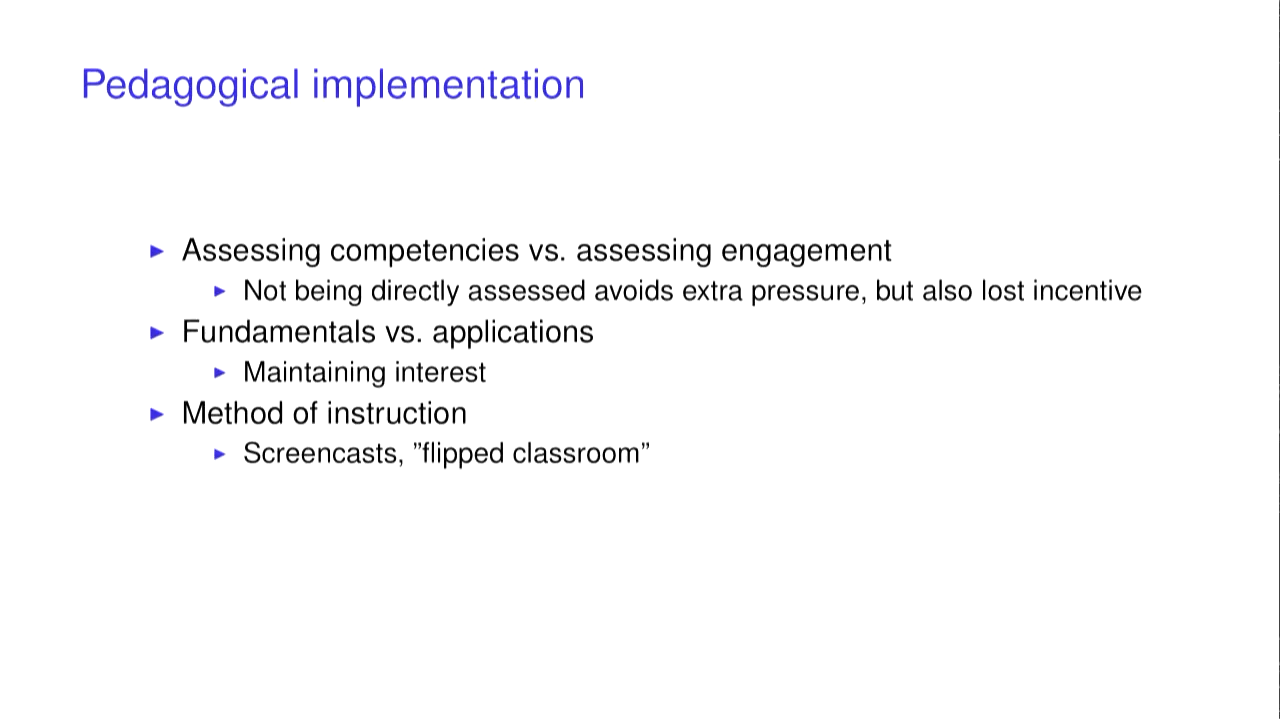 Pedagogical implementation
Assessing competencies vs. assessing engagement
Not being directly assessed avoids extra pressure, but also lost incentive
Fundamentals vs. applications
Maintaining interest
Method of instruction
Screencasts, ”flipped classroom”